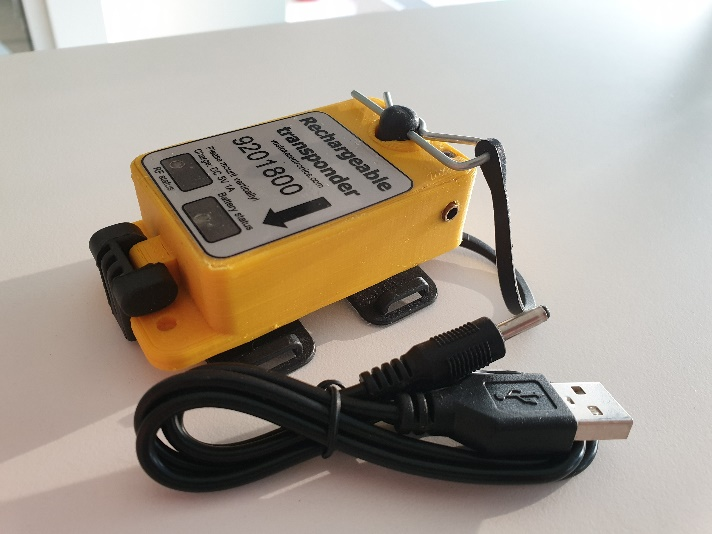 Rechargeable
transponder
9201800
Please mount vertically!
Charge: DC 5V 1A
RF status
Battery status